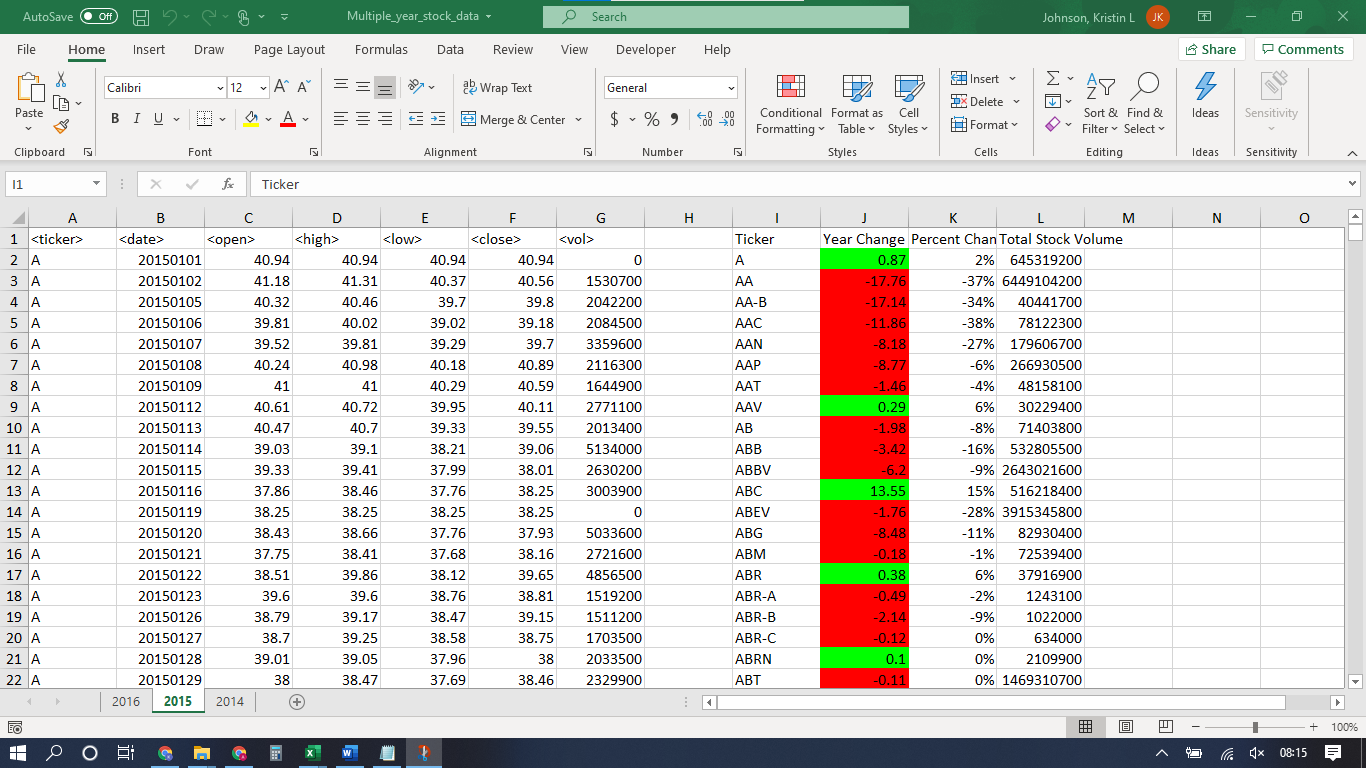 AutoSave Off Multiple_year_stock_data Search Johnson, Kristin L JK
File Home Insert Draw Page Layout Formulas Data Review View Developer Help Share Comments
Paste Calibri 12 A A Wrap Text General Conditional Formatting Format as Table Cell Styles Insert Sort & Filter Find & Select Ideas Sensitivity
B I U A Merge & Center $ % Delete
Format
Clipboard Font Alignment Number Styles Cells Editing Ideas Sensitivity
I1 fx Ticker
A B C D E F G H I J K L M N O
1 <ticker> <date> <open> <high> <low> <close> <vol> Ticker Year Change Percent Chan Total Stock Volume
2 A 20150101 40.94 40.94 40.94 40.94 0 A 0.87 2% 645319200
3 A 20150102 41.18 41.31 40.37 40.56 1530700 AA -17.76 -37% 6449104200
4 A 20150105 40.32 40.46 39.7 39.8 2042200 AA-B -17.14 -34% 40441700
5 A 20150106 39.81 40.02 39.02 39.18 2084500 AAC -11.86 -38% 78122300
6 A 20150107 39.52 39.81 39.29 39.7 3359600 AAN -8.18 -27% 179606700
7 A 20150108 40.24 40.98 40.18 40.89 2116300 AAP -8.77 -6% 266930500
8 A 20150109 41 41 40.29 40.59 1644900 AAT -1.46 -4% 48158100
9 A 20150112 40.61 40.72 39.95 40.11 2771100 AAV 0.29 6% 30229400
10 A 20150113 40.47 40.7 39.33 39.55 2013400 AB -1.98 -8% 71403800
11 A 20150114 39.03 39.1 38.21 39.06 5134000 ABB -3.42 -16% 532805500
12 A 20150115 39.33 39.41 37.99 38.01 2630200 ABBV -6.2 -9% 2643021600
13 A 20150116 37.86 38.46 37.76 38.25 3003900 ABC 13.55 15% 516218400
14 A 20150119 38.25 38.25 38.25 38.25 0 ABEV -1.76 -28% 3915345800
15 A 20150120 38.43 38.66 37.76 37.93 5033600 ABG -8.48 -11% 82930400
16 A 20150121 37.75 38.41 37.68 38.16 2721600 ABM -0.18 -1% 72539400
17 A 20150122 38.51 39.86 38.12 39.65 4856500 ABR 0.38 6% 37916900
18 A 20150123 39.6 39.6 38.76 38.81 1519200 ABR-A -0.49 -2% 1243100
19 A 20150126 38.79 39.17 38.47 39.15 1511200 ABR-B -2.14 -9% 1022000
20 A 20150127 38.7 39.25 38.58 38.75 1703500 ABR-C -0.12 0% 634000
21 A 20150128 39.01 39.05 37.96 38 2033500 ABRN 0.1 0% 2109900
22 A 20150129 38 38.47 37.69 38.46 2329900 ABT -0.11 0% 1469310700
2016 2015 2014
100%
08:15